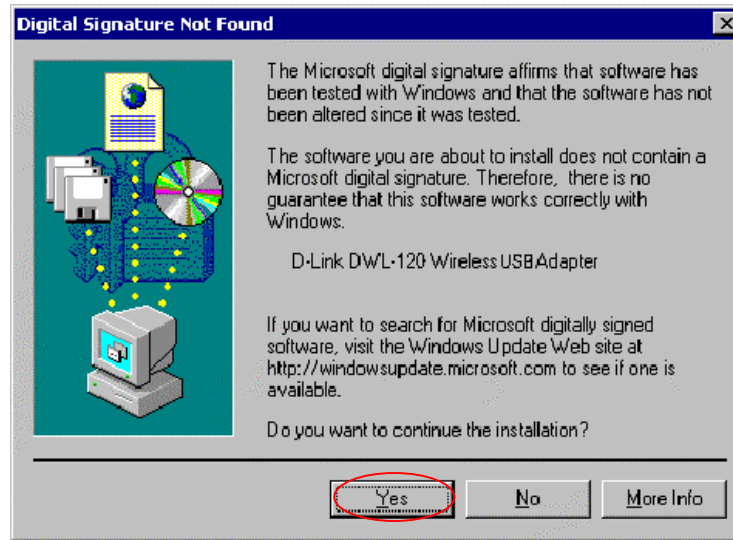 Digital Signature Not Found
The Microsoft digital signature affirms that software has
been tested with Windows and that the software has not
been altered since it was tested.
The software you are about to install does not contain a
Microsoft digital signature. Therefore, there is no
guarantee that this software works correctly with
Windows.
D-Link DWL-120 Wireless USB Adapter
If you want to search for Microsoft digitally signed
software, visit the Windows Update Web site at
http://windowsupdate.microsoft.com to see if one is
available.
Do you want to continue the installation?
Yes No More Info